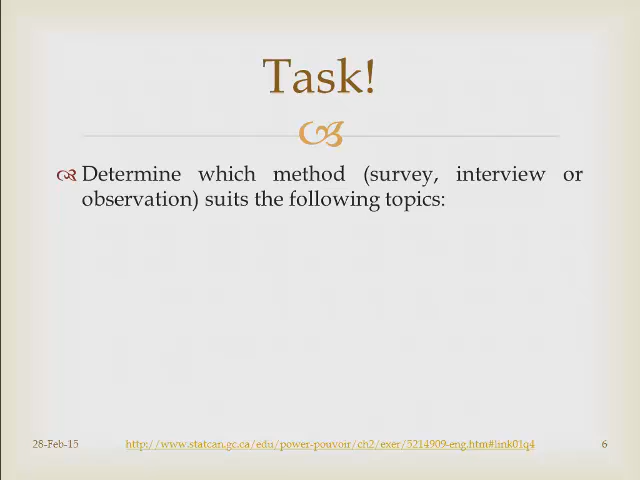 Task!
Determine which method (survey, interview or
observation) suits the following topics:
28-Feb-15 http://www.statcan.gc.ca/edu/power-pouvoir/ch2/exer/5214909-eng.htm#link01q4 6